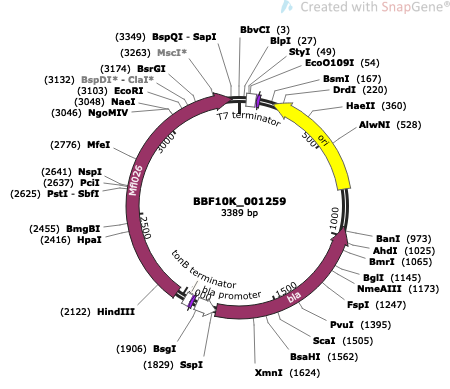 Created with SnapGene®
(3349) BspQI - SapI
(3263) MscI*
(3174) BsrGI
(3132) BspDI* - ClaI*
(3103) EcoRI
(3048) NaeI
(3046) NgoMIV
(2776) MfeI
(2641) NspI
(2637) PciI
(2625) PstI - SbfI
(2455) BmgBI
(2416) HpaI
(2122) HindIII
(1906) BsgI
(1829) SspI
BbvCI (3)
BlpI (27)
StyI (49)
EcoO109I (54)
BsmI (167)
DrdI (220)
HaeII (360)
AlwNI (528)
BanI (973)
AhdI (1025)
BmrI (1065)
BglI (1145)
NmeAIII (1173)
FspI (1247)
PvuI (1395)
ScaI (1505)
BsaHI (1562)
XmnI (1624)
T7 terminator
ori
500
1000
1500
2500
3000
Mfl026
BBF10K_001259
3389 bp
tonB terminator
bla promoter
bla